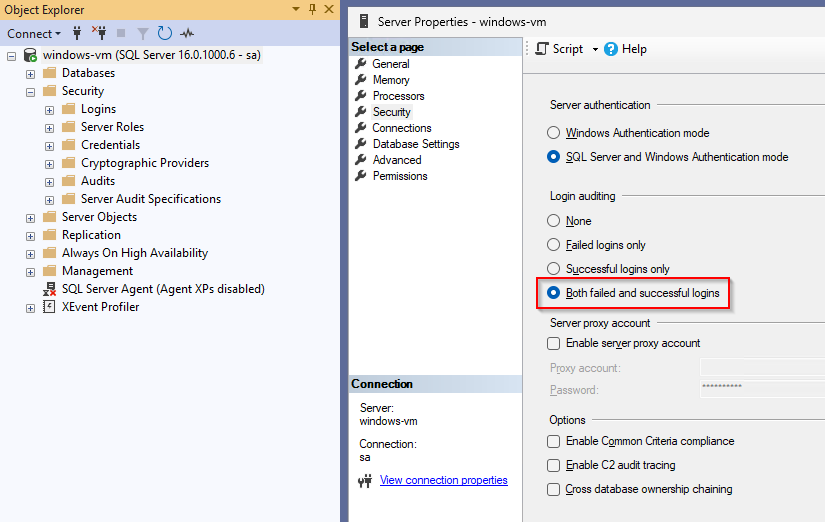 Object Explorer
Connect
windows-vm (SQL Server 16.0.1000.6 - sa)
Databases
Security
Logins
Server Roles
Credentials
Cryptographic Providers
Audits
Server Audit Specifications
Server Objects
Replication
Always On High Availability
Management
SQL Server Agent (Agent XPs disabled)
XEvent Profiler
Server Properties - windows-vm
Select a page
General
Memory
Processors
Security
Connections
Database Settings
Advanced
Permissions
Connection
Server:
windows-vm
Connection:
sa
View connection properties
Script
Help
Server authentication
Windows Authentication mode
SQL Server and Windows Authentication mode
Login auditing
None
Failed logins only
Successful logins only
Both failed and successful logins
Server proxy account
Enable server proxy account
Proxy account:
Password: **********
Options
Enable Common Criteria compliance
Enable C2 audit tracing
Cross database ownership chaining